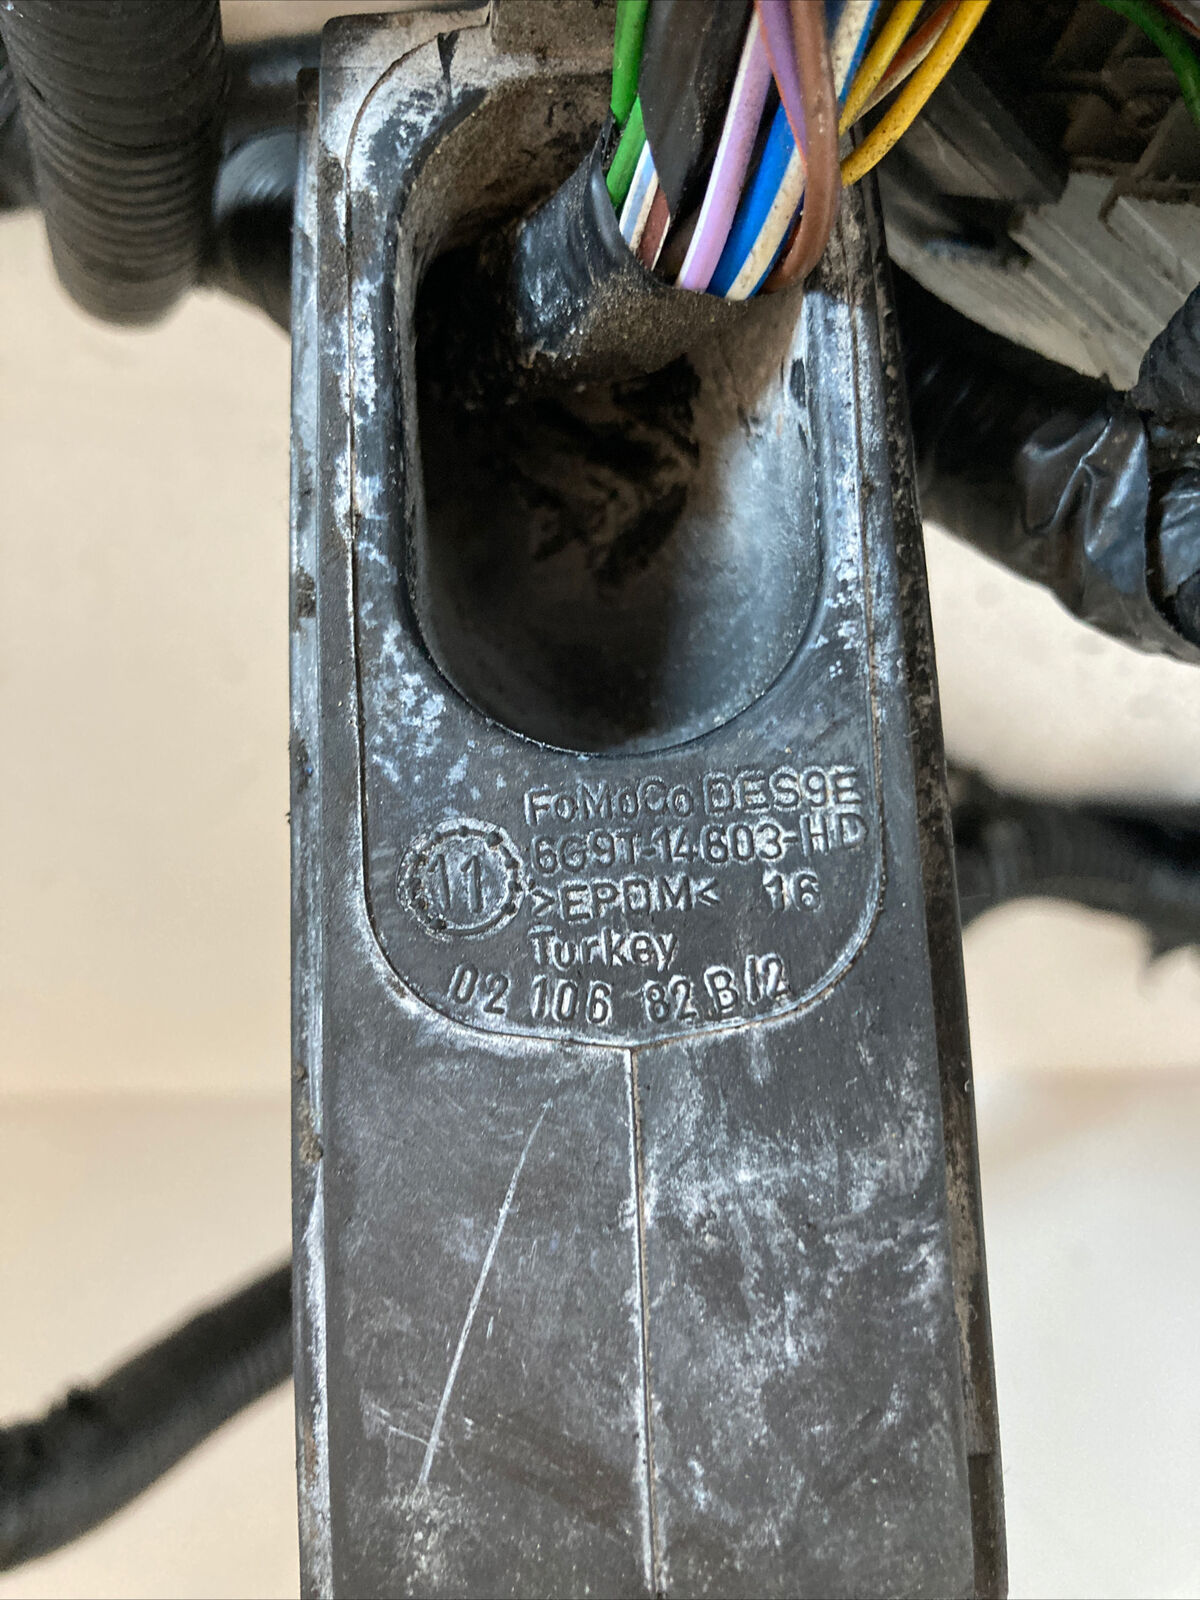 FoMoCo DES9E
6G9T-14603-HD
11
>EPDM< 16
Turkey
02 106 82 B/2